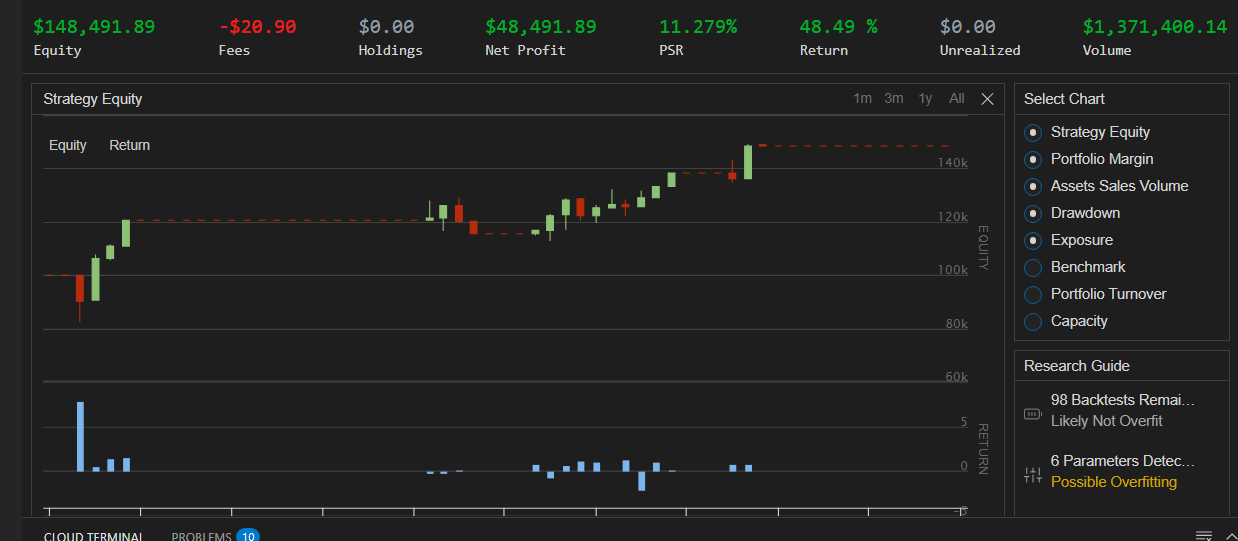 $148,491.89 -$20.90 $0.00 $48,491.89 11.279% 48.49 % $0.00 $1,371,400.14
Equity Fees Holdings Net Profit PSR Return Unrealized Volume
Strategy Equity 1m 3m 1y All
Equity Return
140k
120k
EQUITY
100k
80k
60k
5
RETURN
0
-5
Select Chart
Strategy Equity
Portfolio Margin
Assets Sales Volume
Drawdown
Exposure
Benchmark
Portfolio Turnover
Capacity
Research Guide
98 Backtests Remai…
Likely Not Overfit
6 Parameters Detec…
Possible Overfitting
CLOUD TERMINAL PROBLEMS 10